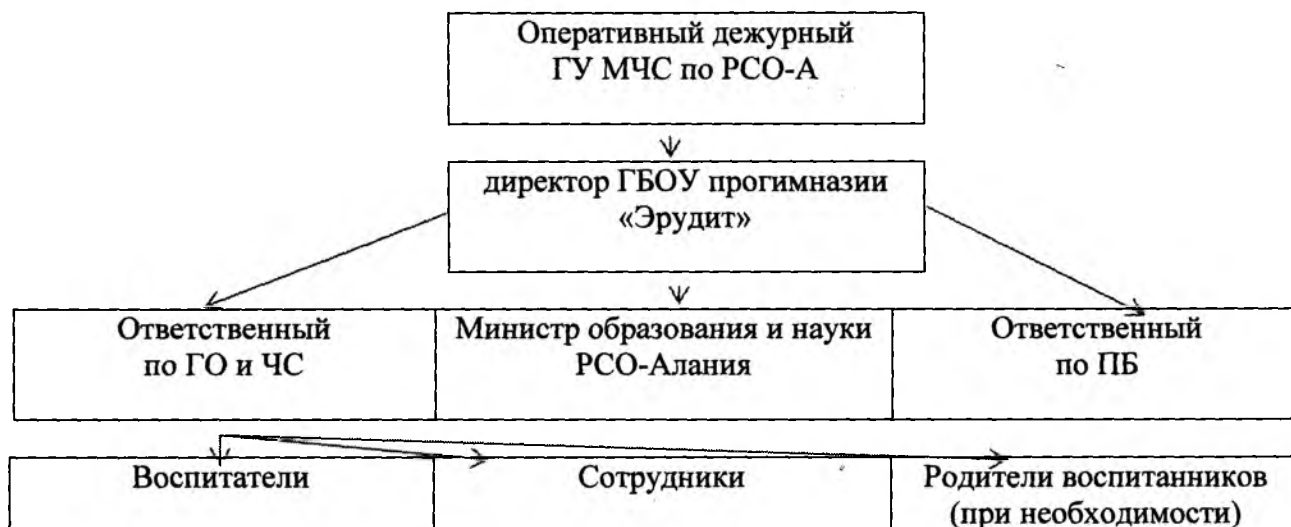 Оперативный дежурный
ГУ МЧС по РСО-А
директор ГБОУ прогимназии
«Эрудит»
Ответственный
по ГО и ЧС
Министр образования и науки
РСО-Алания
Ответственный
по ПБ
Воспитатели
Сотрудники
Родители воспитанников
(при необходимости)